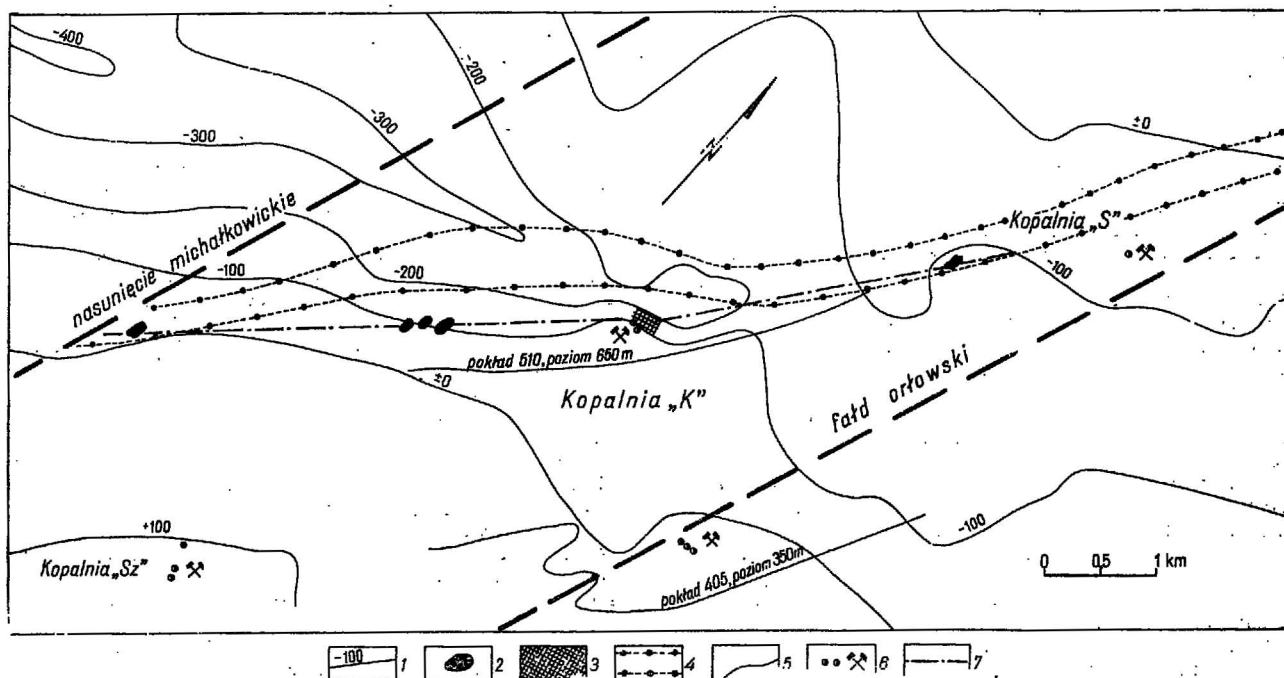 -400
-200
-300
-300
±0
N
Kopalnia „S"
nasunięcie michałkowickie
-100
-200
-100
pokład 510, poziom 650 m
±0
Kopalnia „K"
fałd orłowski
+100
-100
Kopalnia „Sz"
pokład 405, poziom 350m
0 0,5 1 km
-100 1 2 3 4 5 6 7